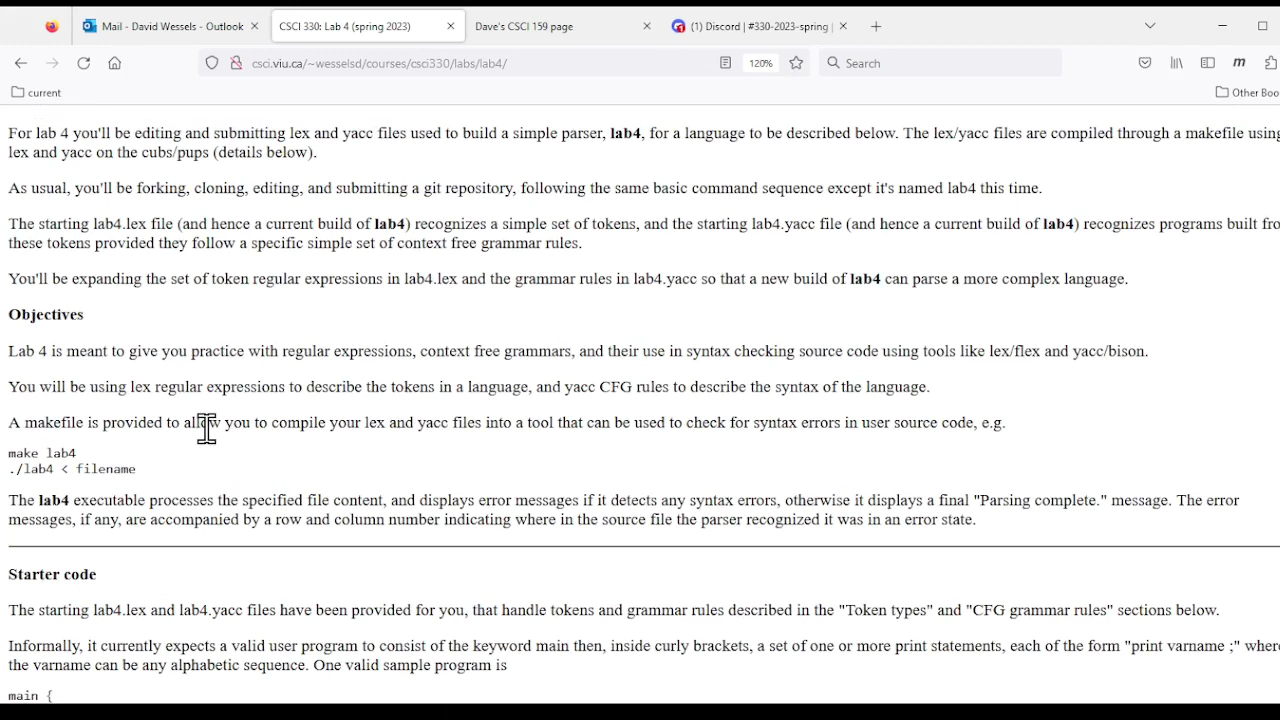 Mail - David Wessels - Outlook
CSCI 330: Lab 4 (spring 2023)
Dave's CSCI 159 page
(1) Discord | #330-2023-spring |
csci.viu.ca/~wesselsd/courses/csci330/labs/lab4/
120%
Search
current
Other Boo
For lab 4 you'll be editing and submitting lex and yacc files used to build a simple parser, lab4, for a language to be described below. The lex/yacc files are compiled through a makefile using
lex and yacc on the cubs/pups (details below).
As usual, you'll be forking, cloning, editing, and submitting a git repository, following the same basic command sequence except it's named lab4 this time.
The starting lab4.lex file (and hence a current build of lab4) recognizes a simple set of tokens, and the starting lab4.yacc file (and hence a current build of lab4) recognizes programs built fro
these tokens provided they follow a specific simple set of context free grammar rules.
You'll be expanding the set of token regular expressions in lab4.lex and the grammar rules in lab4.yacc so that a new build of lab4 can parse a more complex language.
Objectives
Lab 4 is meant to give you practice with regular expressions, context free grammars, and their use in syntax checking source code using tools like lex/flex and yacc/bison.
You will be using lex regular expressions to describe the tokens in a language, and yacc CFG rules to describe the syntax of the language.
A makefile is provided to allow you to compile your lex and yacc files into a tool that can be used to check for syntax errors in user source code, e.g.
make lab4
./lab4 < filename
The lab4 executable processes the specified file content, and displays error messages if it detects any syntax errors, otherwise it displays a final "Parsing complete." message. The error
messages, if any, are accompanied by a row and column number indicating where in the source file the parser recognized it was in an error state.
Starter code
The starting lab4.lex and lab4.yacc files have been provided for you, that handle tokens and grammar rules described in the "Token types" and "CFG grammar rules" sections below.
Informally, it currently expects a valid user program to consist of the keyword main then, inside curly brackets, a set of one or more print statements, each of the form "print varname ;" wher
the varname can be any alphabetic sequence. One valid sample program is
main {